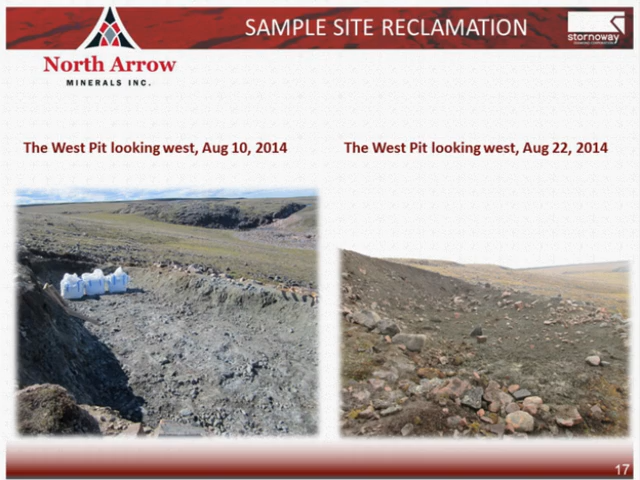 SAMPLE SITE RECLAMATION
stornoway
North Arrow
MINERALS INC.
The West Pit looking west, Aug 10, 2014
The West Pit looking west, Aug 22, 2014
17